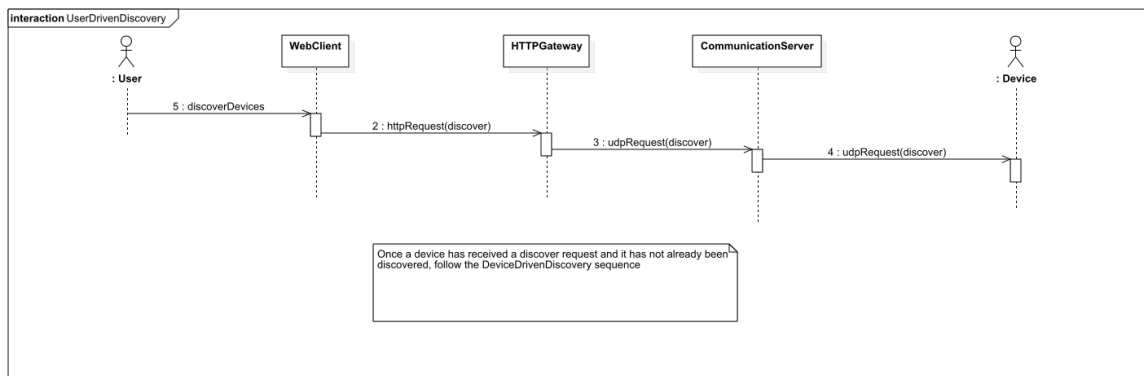 interaction UserDrivenDiscovery
WebClient
HTTPGateway
CommunicationServer
: User
: Device
5 : discoverDevices
2 : httpRequest(discover)
3 : udpRequest(discover)
4 : udpRequest(discover)
Once a device has received a discover request and it has not already been
discovered, follow the DeviceDrivenDiscovery sequence